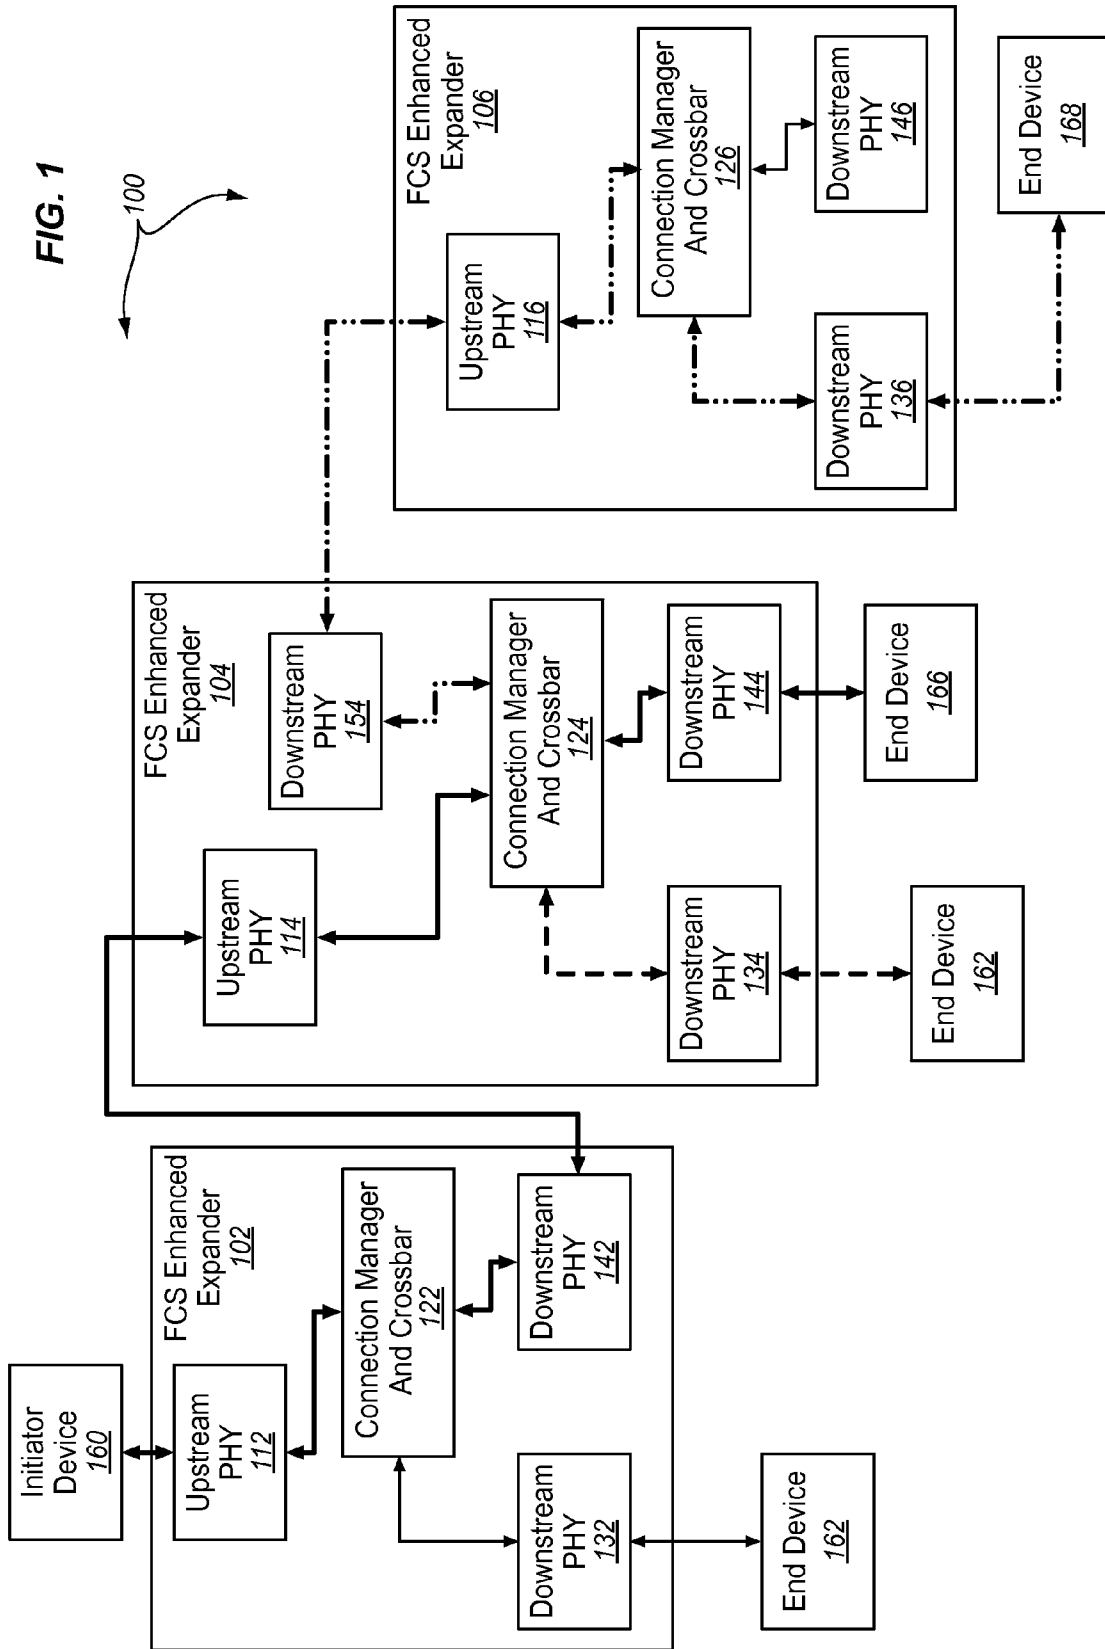 FIG. 1
100
Initiator
Device
160
FCS Enhanced
Expander
102
Upstream
PHY
112
Connection Manager
And Crossbar
122
Downstream
PHY
132
Downstream
PHY
142
End Device
162
FCS Enhanced
Expander
104
Upstream
PHY
114
Downstream
PHY
154
Connection Manager
And Crossbar
124
Downstream
PHY
134
Downstream
PHY
144
End Device
162
End Device
166
FCS Enhanced
Expander
106
Upstream
PHY
116
Connection Manager
And Crossbar
126
Downstream
PHY
136
Downstream
PHY
146
End Device
168